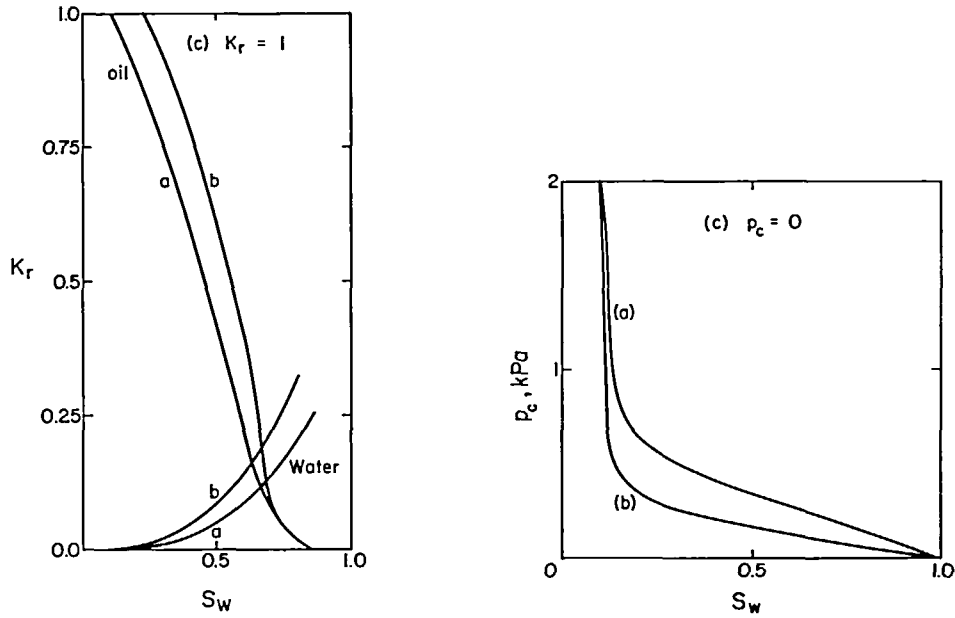 1.0
(c) Kr = 1
oil
0.75
a
b
Kr
0.5
0.25
Water
b
a
0.0
0.5
1.0
Sw
2
(c) pc = 0
(a)
1
pc, kPa
(b)
0
0.5
1.0
Sw